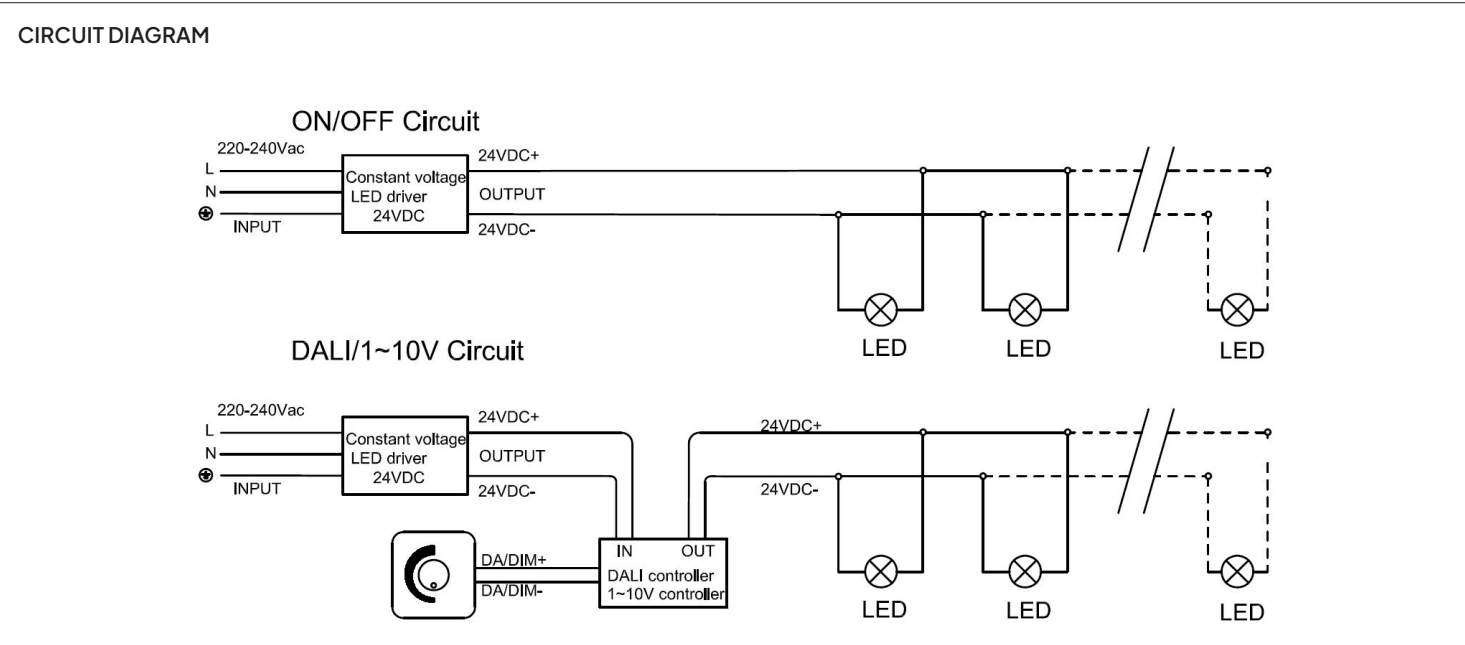 CIRCUIT DIAGRAM
ON/OFF Circuit
220-240Vac
L
N
INPUT
Constant voltage
LED driver
24VDC
24VDC+
OUTPUT
24VDC-
LED
LED
LED
DALI/1~10V Circuit
220-240Vac
L
N
INPUT
Constant voltage
LED driver
24VDC
24VDC+
OUTPUT
24VDC-
24VDC+
24VDC-
DA/DIM+
DA/DIM-
IN OUT
DALI controller
1~10V controller
LED
LED
LED